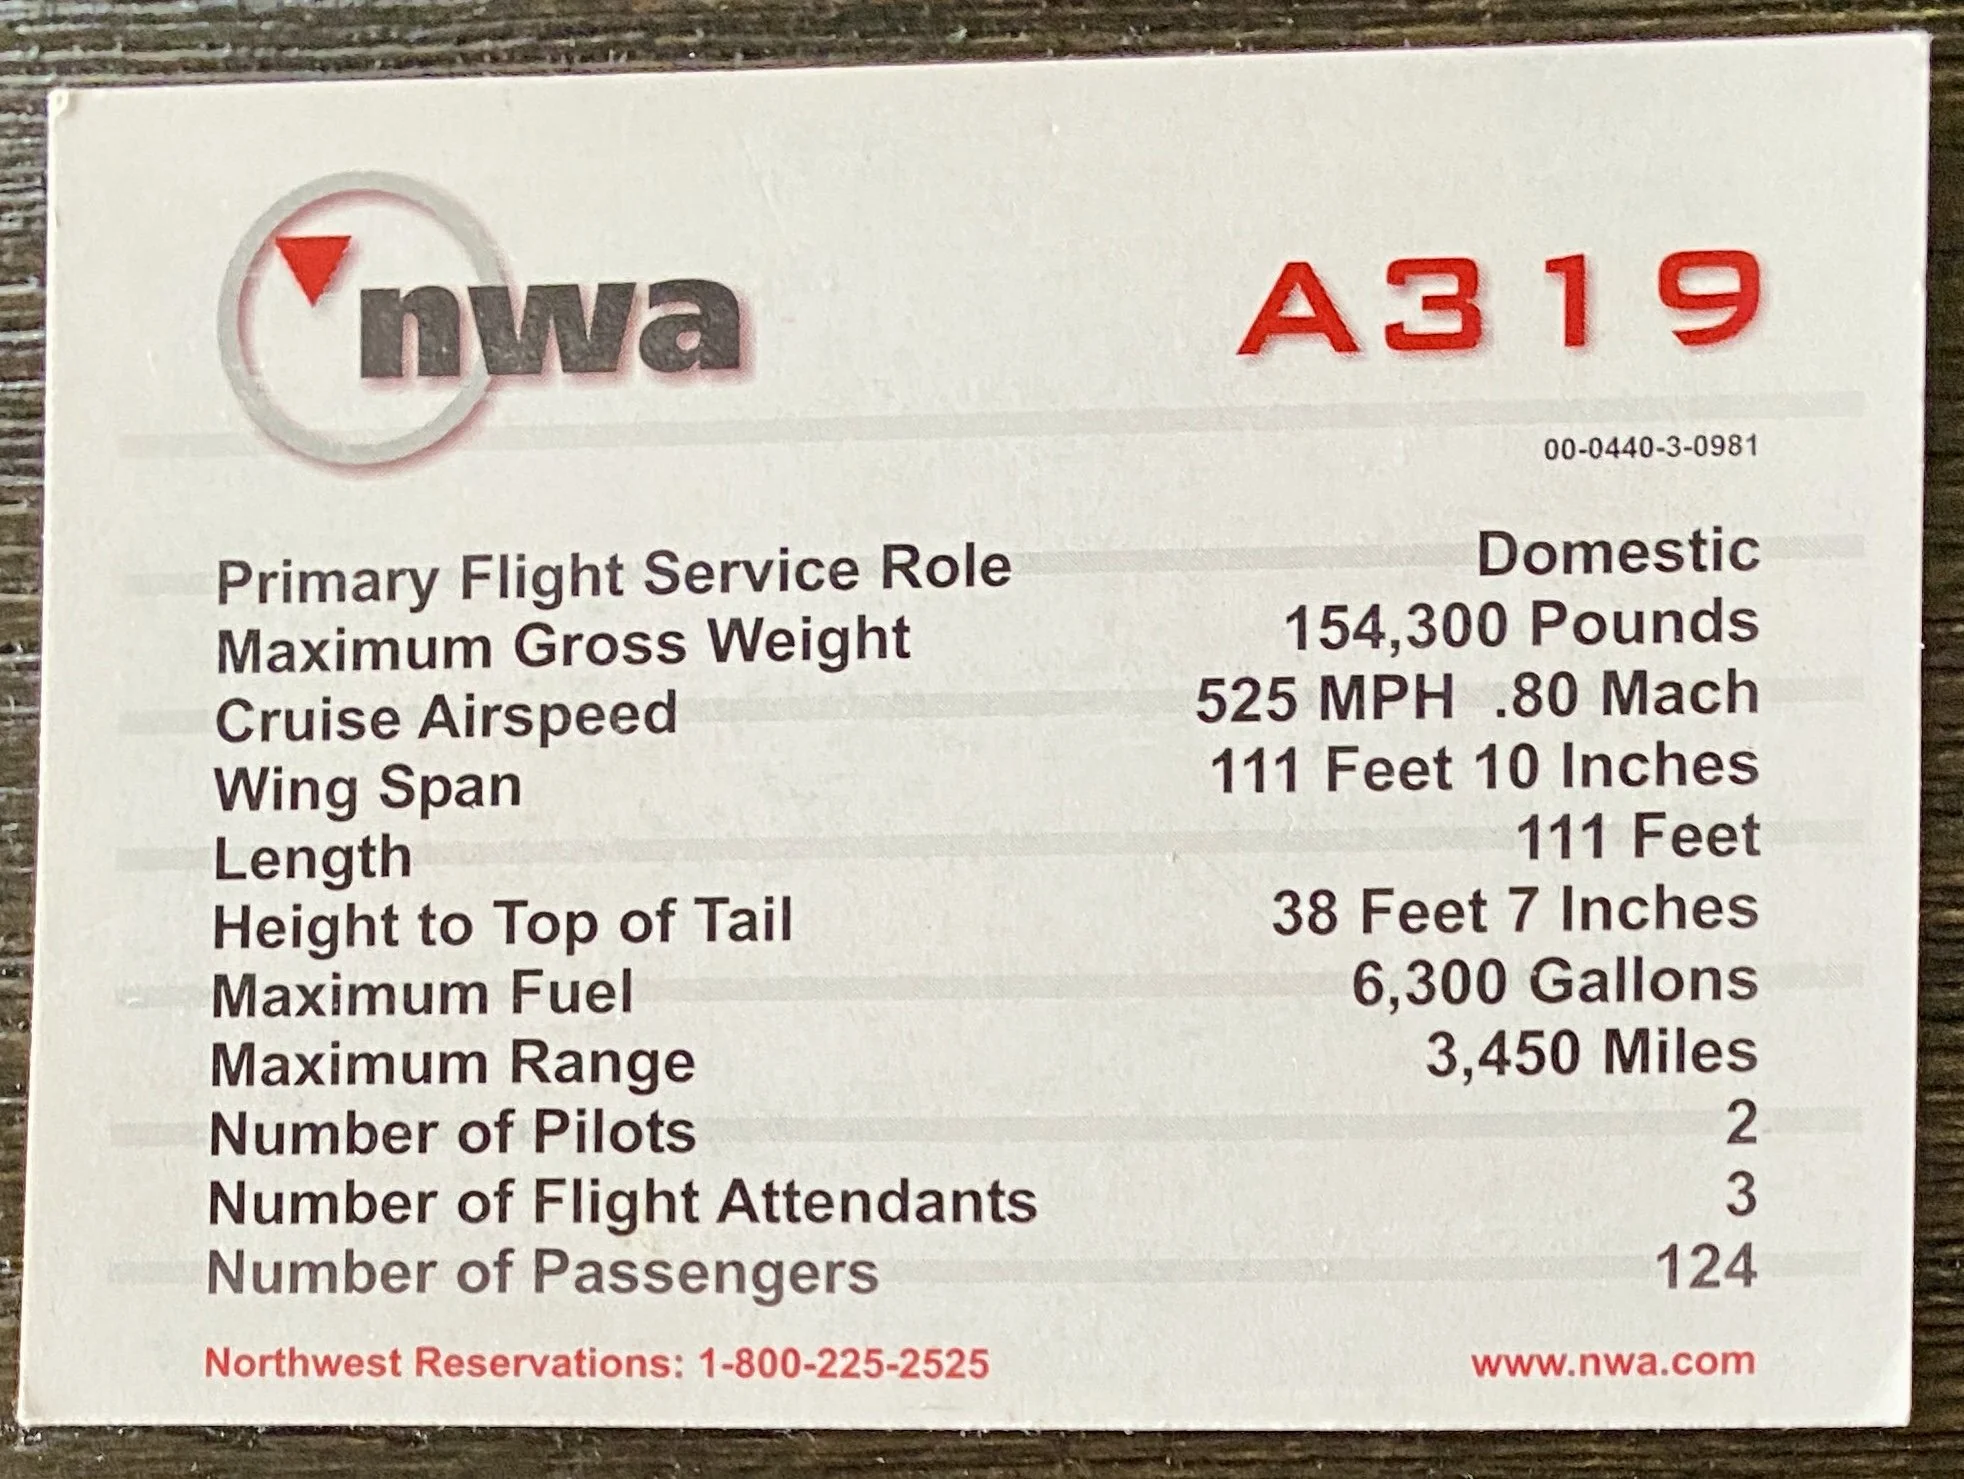 nwa A319
00-0440-3-0981
Primary Flight Service Role Domestic
Maximum Gross Weight 154,300 Pounds
Cruise Airspeed 525 MPH .80 Mach
Wing Span 111 Feet 10 Inches
Length 111 Feet
Height to Top of Tail 38 Feet 7 Inches
Maximum Fuel 6,300 Gallons
Maximum Range 3,450 Miles
Number of Pilots 2
Number of Flight Attendants 3
Number of Passengers 124
Northwest Reservations: 1-800-225-2525 www.nwa.com